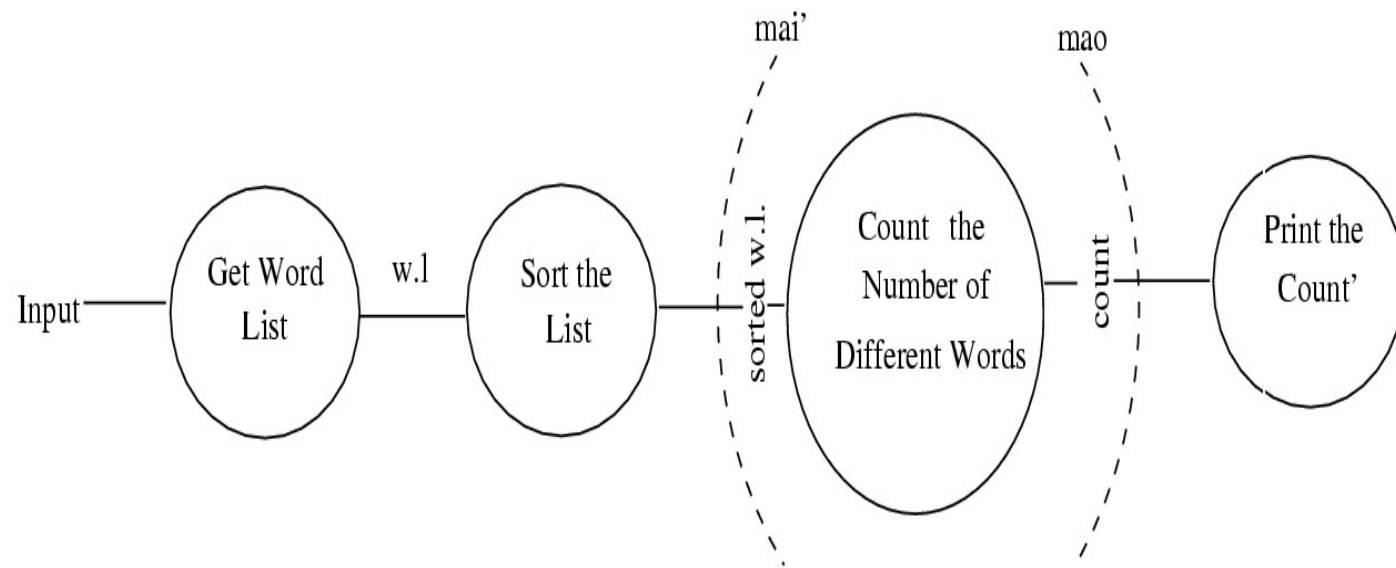 mai’
mao
Input
Get Word
List
w.l
Sort the
List
sorted w.l.
Count the
Number of
Different Words
count
Print the
Count’